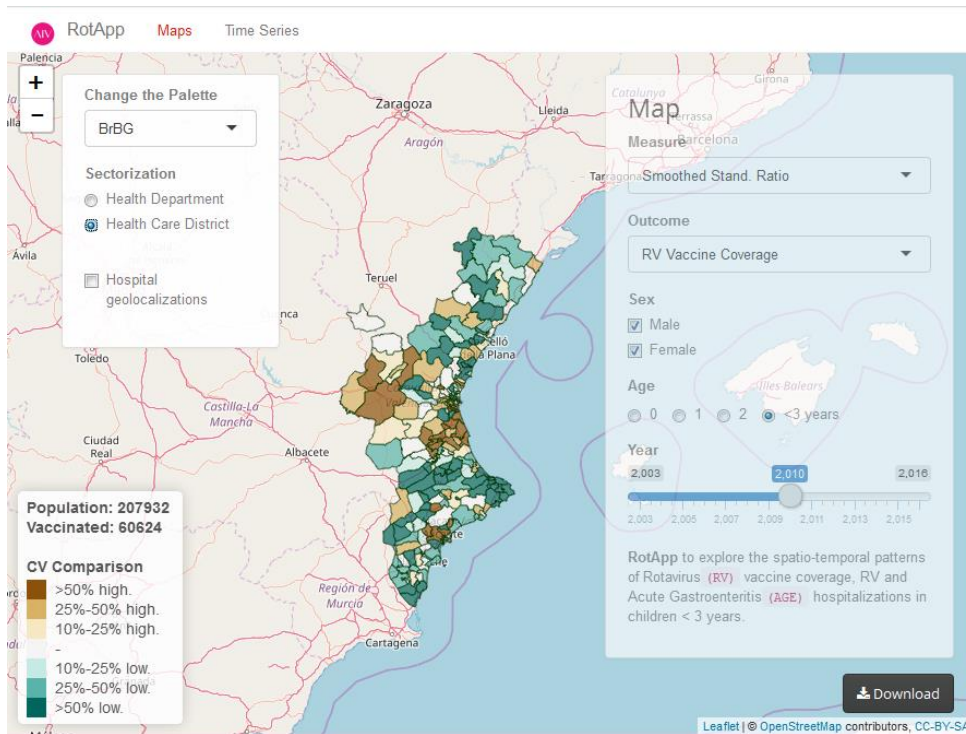 RotApp Maps Time Series
Palencia
+
−
Change the Palette
BrBG
Sectorization
Health Department
Health Care District
Hospital
geolocalizations
Zaragoza
Lleida
Aragón
Catalunya
Girona
Terrassa
Barcelona
Tarragona
Ávila
Teruel
Toledo
Castilla-La
Mancha
Ciudad
Real
Albacete
Región de
Murcia
Cartagena
Illes Balears
Map
Measure
Smoothed Stand. Ratio
Outcome
RV Vaccine Coverage
Sex
Male
Female
Age
0 1 2 <3 years
Year
2,003 2,010 2,016
2,003 2,005 2,007 2,009 2,011 2,013 2,015
RotApp to explore the spatio-temporal patterns
of Rotavirus (RV) vaccine coverage, RV and
Acute Gastroenteritis (AGE) hospitalizations in
children < 3 years.
Population: 207932
Vaccinated: 60624
CV Comparison
>50% high.
25%-50% high.
10%-25% high.
-
10%-25% low.
25%-50% low.
>50% low.
Download
Leaflet | © OpenStreetMap contributors, CC-BY-SA